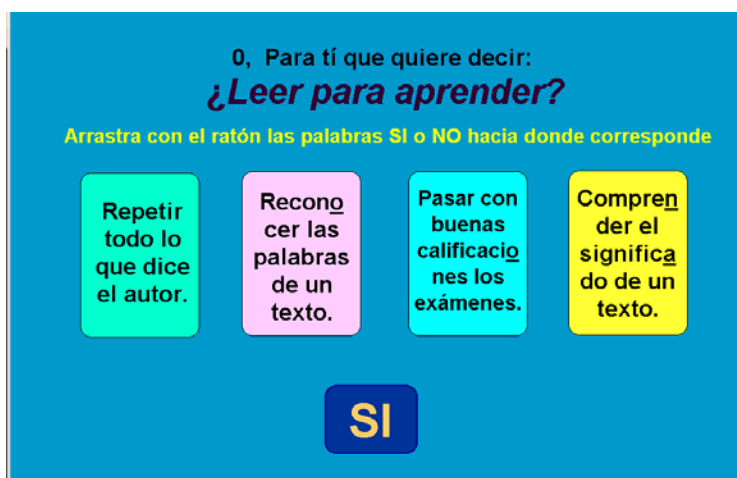 0, Para tí que quiere decir:
¿Leer para aprender?
Arrastra con el ratón las palabras SI o NO hacia donde corresponde
Repetir
todo lo
que dice
el autor.
Recono
cer las
palabras
de un
texto.
Pasar con
buenas
calificacio
nes los
exámenes.
Compren
der el
significa
do de un
texto.
SI